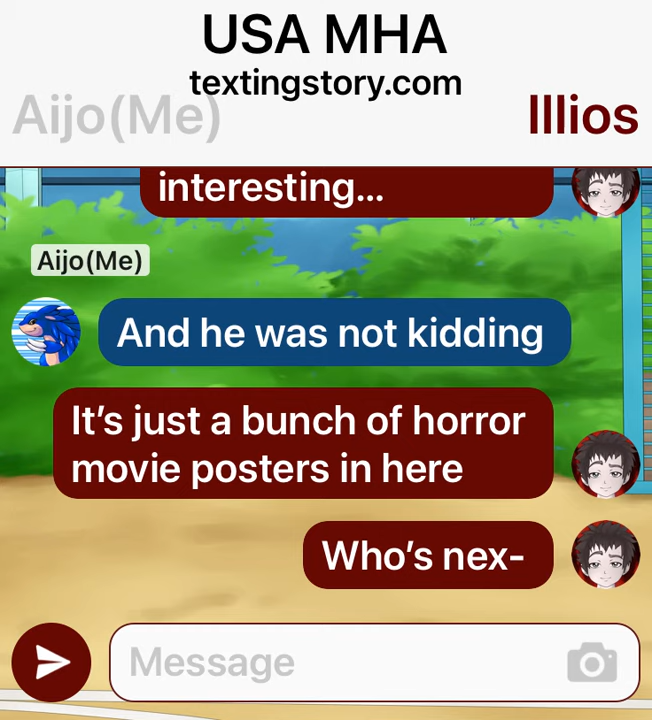 USA MHA
textingstory.com
Aijo(Me)
Illios
interesting...
Aijo(Me)
And he was not kidding
It's just a bunch of horror
movie posters in here
Who's nex-
Message